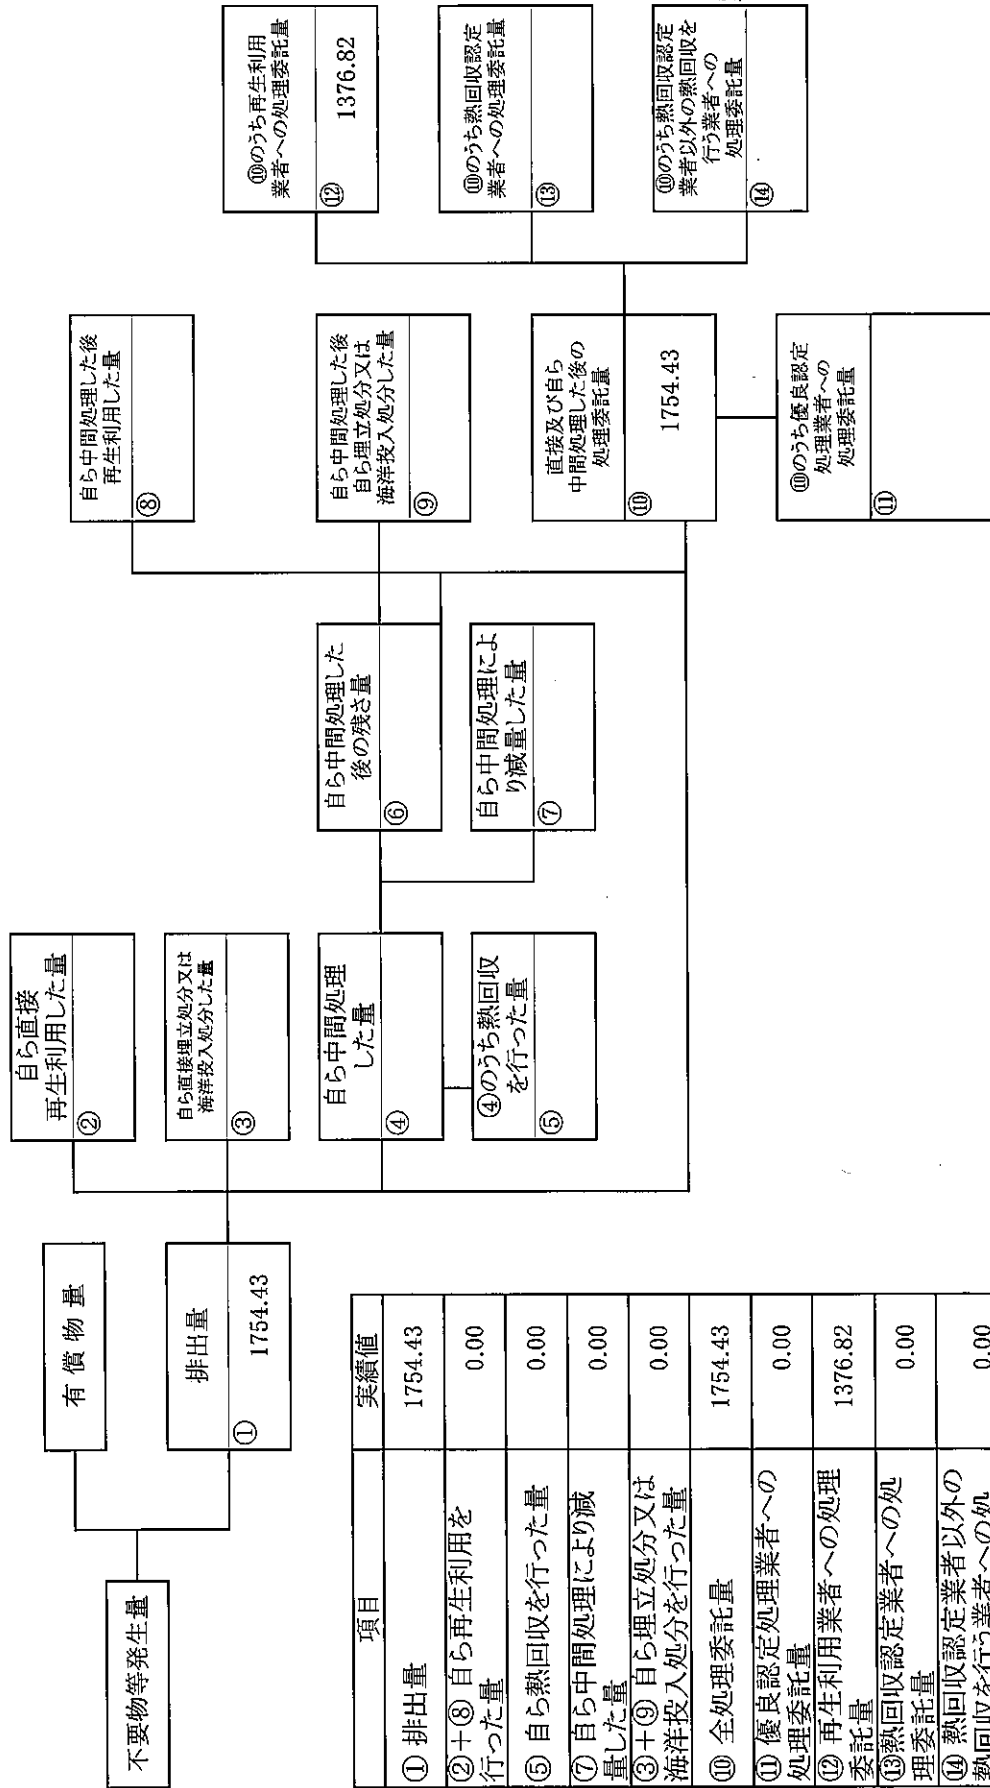 不要物等発生量
有償物量
排出量
①
1754.43
自ら直接
再生利用した量
②
自ら直接埋立処分又は
海洋投入処分した量
③
自ら中間処理
した量
④
④のうち熱回収
を行った量
⑤
自ら中間処理した
後の残さ量
⑥
自ら中間処理によ
り減量した量
⑦
自ら中間処理した後
再生利用した量
⑧
自ら中間処理した後
自ら埋立処分又は
海洋投入処分した量
⑨
直接及び自ら
中間処理した後の
処理委託量
⑩
1754.43
⑩のうち優良認定
処理業者への
処理委託量
⑪
⑩のうち再生利用
業者への処理委託量
⑫
1376.82
⑩のうち熱回収認定
業者への処理委託量
⑬
⑩のうち熱回収認定
業者以外の熱回収を
行う業者への
処理委託量
⑭
項目 実績値
① 排出量 1754.43
②+⑧ 自ら再生利用を
行った量 0.00
⑤ 自ら熱回収を行った量 0.00
⑦ 自ら中間処理により減
量した量 0.00
③+⑨ 自ら埋立処分又は
海洋投入処分を行った量 0.00
⑩ 全処理委託量 1754.43
⑪ 優良認定処理業者への
処理委託量 0.00
⑫ 再生利用業者への処理
委託量 1376.82
⑬熱回収認定業者への処
理委託量 0.00
⑭ 熱回収認定業者以外の
熱回収を行う業者への処 0.00